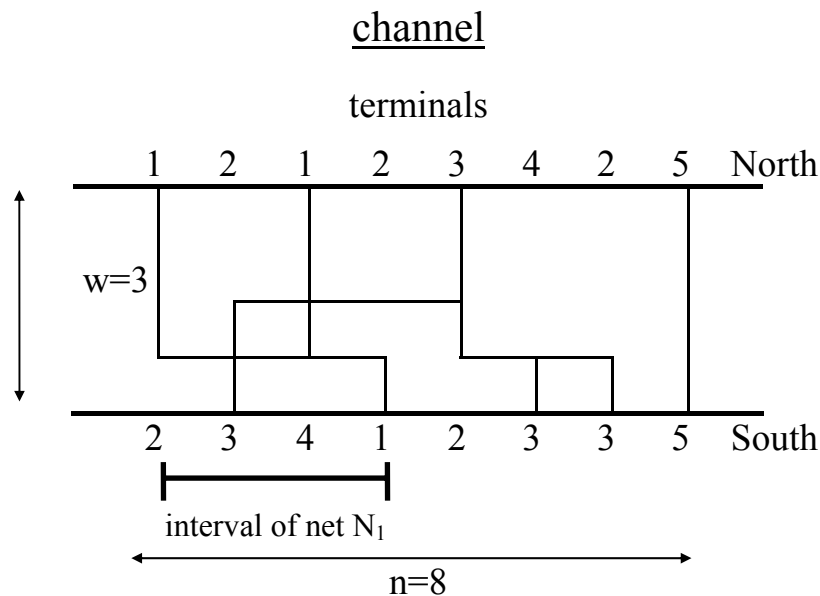 channel
terminals
1 2 1 2 3 4 2 5 North
w=3
2 3 4 1 2 3 3 5 South
interval of net N₁
n=8